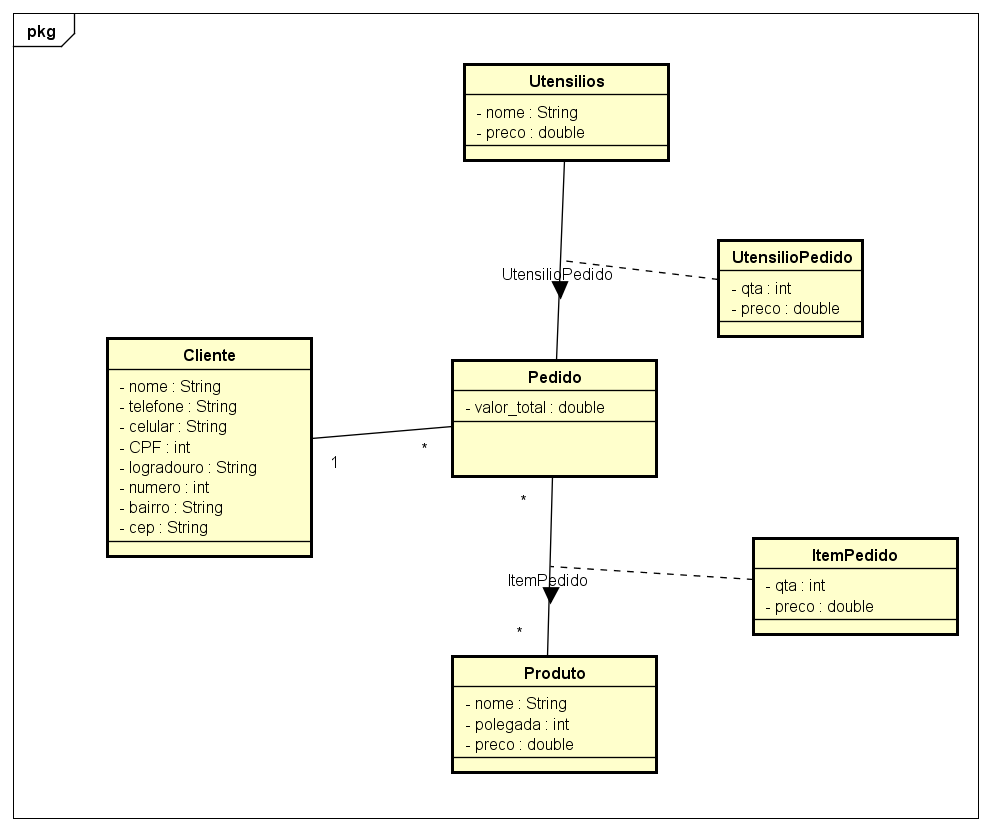 pkg
Utensilios
- nome : String
- preco : double
UtensilioPedido
UtensilioPedido
- qta : int
- preco : double
Cliente
- nome : String
- telefone : String
- celular : String
- CPF : int
- logradouro : String
- numero : int
- bairro : String
- cep : String
1
*
Pedido
- valor_total : double
*
ItemPedido
*
ItemPedido
- qta : int
- preco : double
Produto
- nome : String
- polegada : int
- preco : double